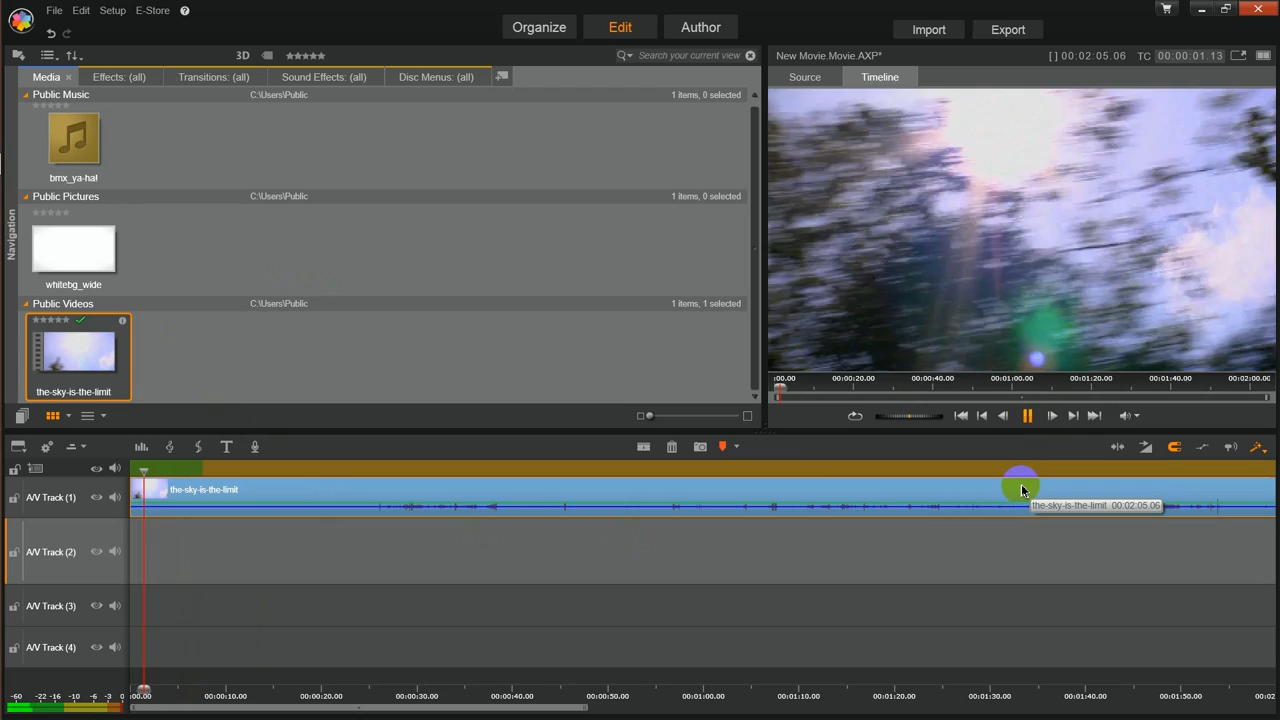 File Edit Setup E-Store
Organize Edit Author
Import Export
3D Search your current view
New Movie.Movie.AXP* [ ] 00:02:05.06 TC 00:00:01.13
Media × Effects: (all) Transitions: (all) Sound Effects: (all) Disc Menus: (all)
Source Timeline
Public Music C:\Users\Public 1 items, 0 selected
bmx_ya-ha!
Public Pictures C:\Users\Public 1 items, 0 selected
whitebg_wide
Public Videos C:\Users\Public 1 items, 1 selected
the-sky-is-the-limit
Navigation
:00.00 00:00:20.00 00:00:40.00 00:01:00.00 00:01:20.00 00:01:40.00 00:02:00.00
A/V Track (1) the-sky-is-the-limit
the-sky-is-the-limit 00:02:05.06
A/V Track (2)
A/V Track (3)
A/V Track (4)
-60 -22 -16 -10 -6 -3 0
:00.00 00:00:10.00 00:00:20.00 00:00:30.00 00:00:40.00 00:00:50.00 00:01:00.00 00:01:10.00 00:01:20.00 00:01:30.00 00:01:40.00 00:01:50.00 00:02